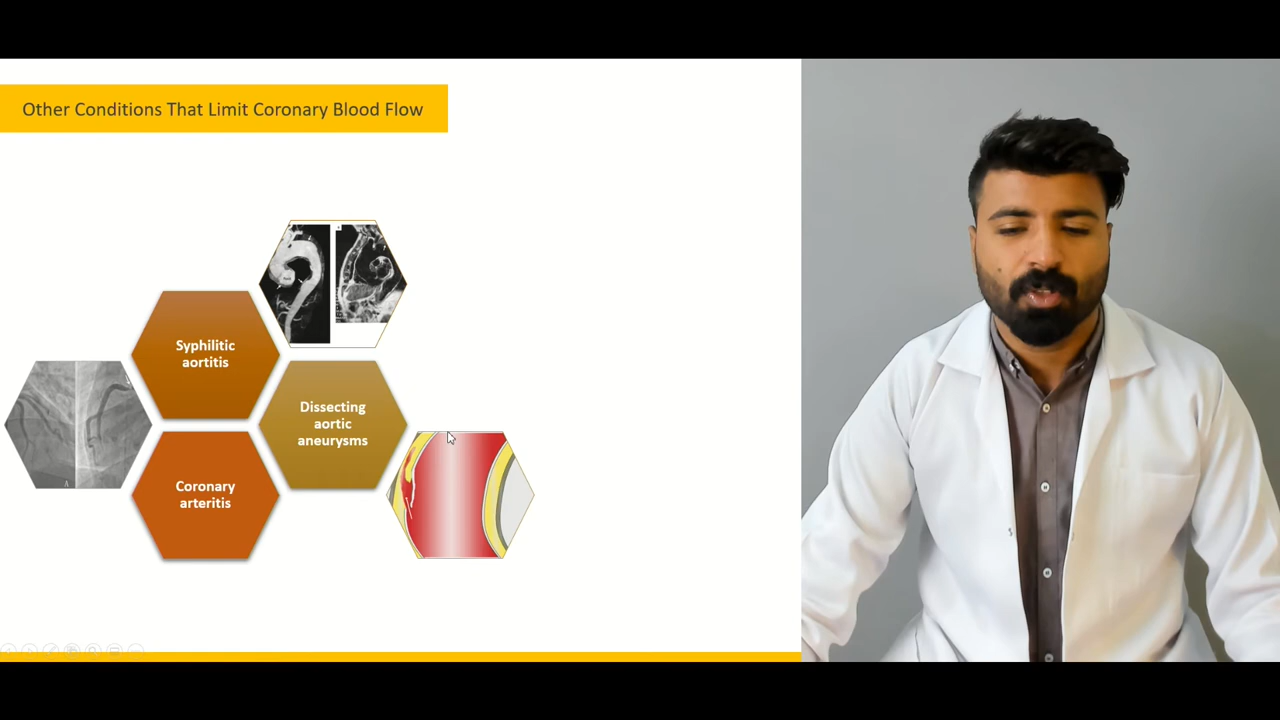 Other Conditions That Limit Coronary Blood Flow
Syphilitic
aortitis
Dissecting
aortic
aneurysms
Coronary
arteritis